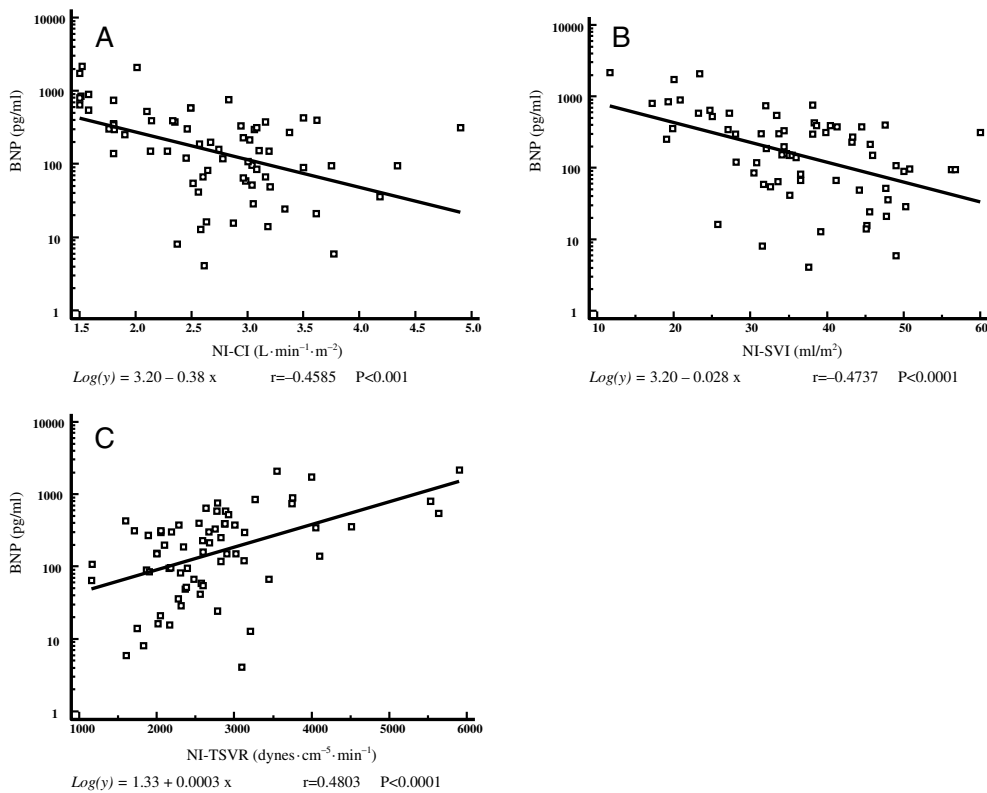 A
10000
1000
100
10
1
BNP (pg/ml)
1.5 2.0 2.5 3.0 3.5 4.0 4.5 5.0
NI-CI (L·min⁻¹·m⁻²)
Log(y) = 3.20 – 0.38 x r=–0.4585 P<0.001
B
10000
1000
100
10
1
BNP (pg/ml)
10 20 30 40 50 60
NI-SVI (ml/m²)
Log(y) = 3.20 – 0.028 x r=–0.4737 P<0.0001
C
10000
1000
100
10
1
BNP (pg/ml)
1000 2000 3000 4000 5000 6000
NI-TSVR (dynes·cm⁻⁵·min⁻¹)
Log(y) = 1.33 + 0.0003 x r=0.4803 P<0.0001